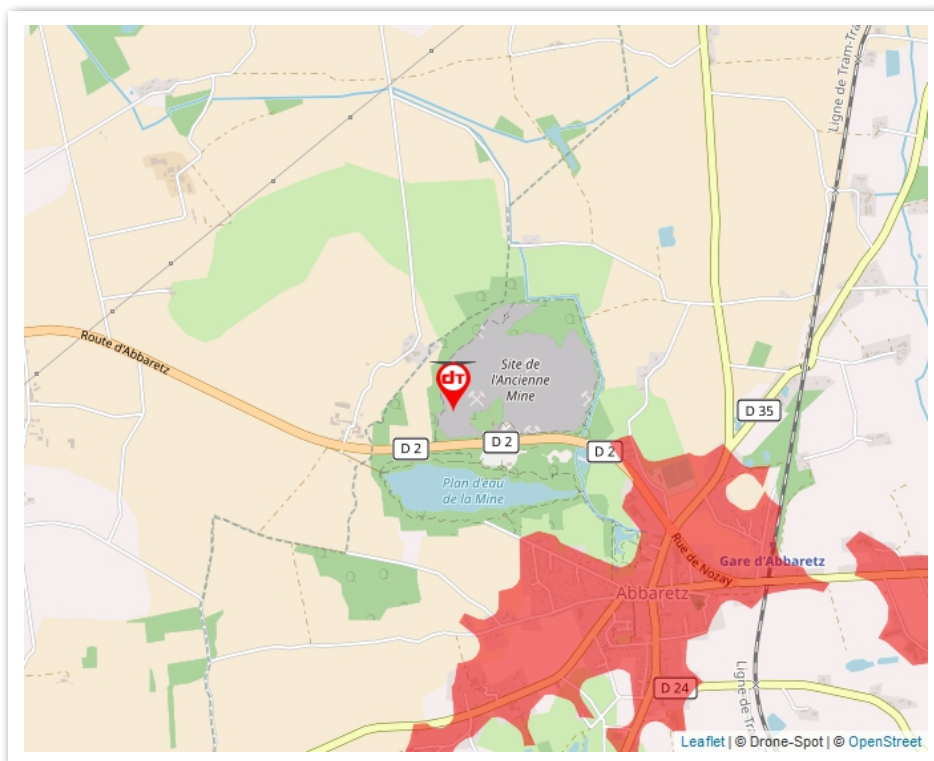 Ligne de Tram-Tra
Route d'Abbaretz
Site de
l'Ancienne
Mine
dT
D 35
D 2
D 2
D 2
Plan d'eau
de la Mine
Rue de Nozay
Gare d'Abbaretz
Abbaretz
Ligne de Tra
D 24
Leaflet | © Drone-Spot | © OpenStreet